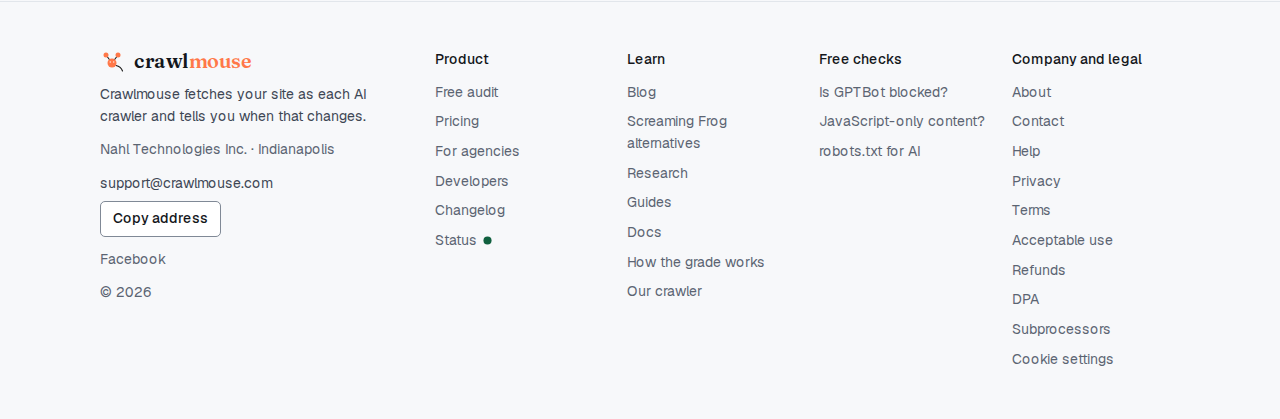 crawlmouse
Crawlmouse fetches your site as each AI
crawler and tells you when that changes.
Nahl Technologies Inc. · Indianapolis
support@crawlmouse.com
Copy address
Facebook
© 2026
Product
Free audit
Pricing
For agencies
Developers
Changelog
Status
Learn
Blog
Screaming Frog
alternatives
Research
Guides
Docs
How the grade works
Our crawler
Free checks
Is GPTBot blocked?
JavaScript-only content?
robots.txt for AI
Company and legal
About
Contact
Help
Privacy
Terms
Acceptable use
Refunds
DPA
Subprocessors
Cookie settings